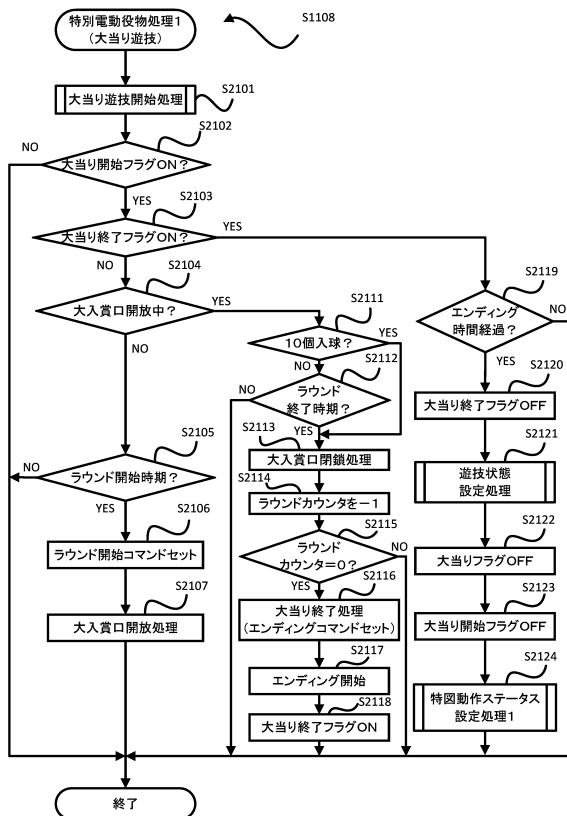 特別電動役物処理1
(大当り遊技)
S1108
大当り遊技開始処理
S2101
S2102
NO
大当り開始フラグON?
YES
S2103
大当り終了フラグON?
YES
NO
S2104
大入賞口開放中?
YES
NO
S2111
10個入球?
YES
NO
S2112
NO
ラウンド
終了時期?
YES
S2113
大入賞口閉鎖処理
S2114
ラウンドカウンタを-1
S2115
ラウンド
カウンタ=0?
NO
YES
S2116
大当り終了処理
(エンディングコマンドセット)
S2117
エンディング開始
S2118
大当り終了フラグON
S2105
NO
ラウンド開始時期?
YES
S2106
ラウンド開始コマンドセット
S2107
大入賞口開放処理
S2119
エンディング
時間経過?
NO
YES
S2120
大当り終了フラグOFF
S2121
遊技状態
設定処理
S2122
大当りフラグOFF
S2123
大当り開始フラグOFF
S2124
特図動作ステータス
設定処理1
終了